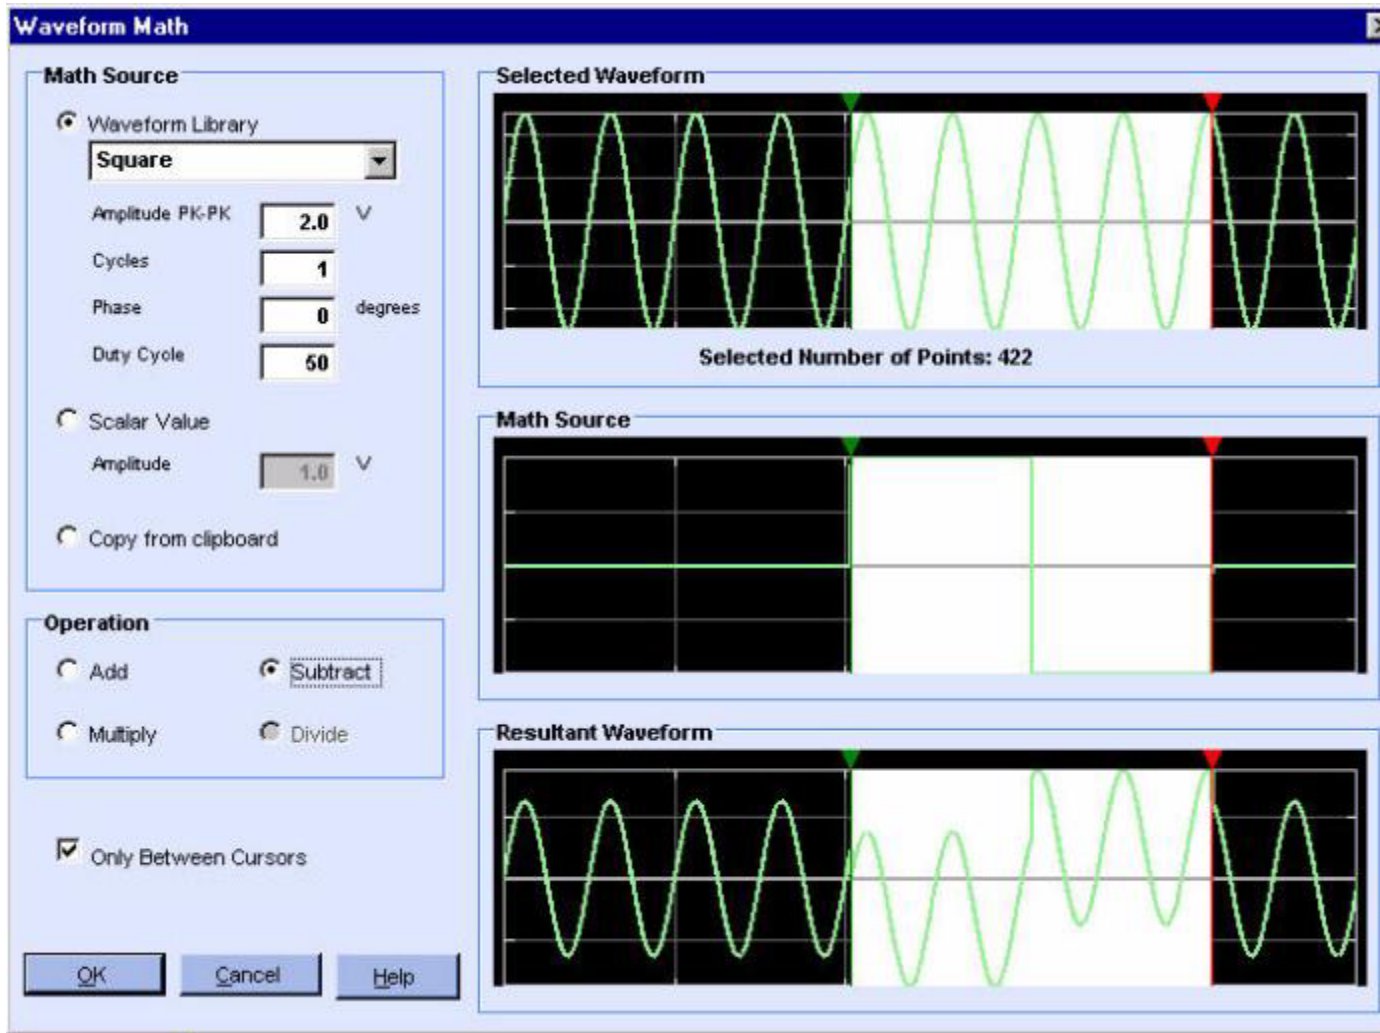 Waveform Math
Math Source
Waveform Library
Square
Amplitude PK-PK 2.0 V
Cycles 1
Phase 0 degrees
Duty Cycle 50
Scalar Value
Amplitude 1.0 V
Copy from clipboard
Operation
Add Subtract
Multiply Divide
Only Between Cursors
OK Cancel Help
Selected Waveform
Selected Number of Points: 422
Math Source
Resultant Waveform